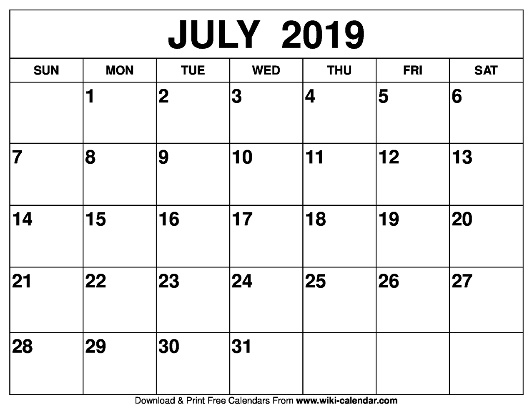 JULY 2019
SUN MON TUE WED THU FRI SAT
1 2 3 4 5 6
7 8 9 10 11 12 13
14 15 16 17 18 19 20
21 22 23 24 25 26 27
28 29 30 31
Download & Print Free Calendars From www.wiki-calendar.com